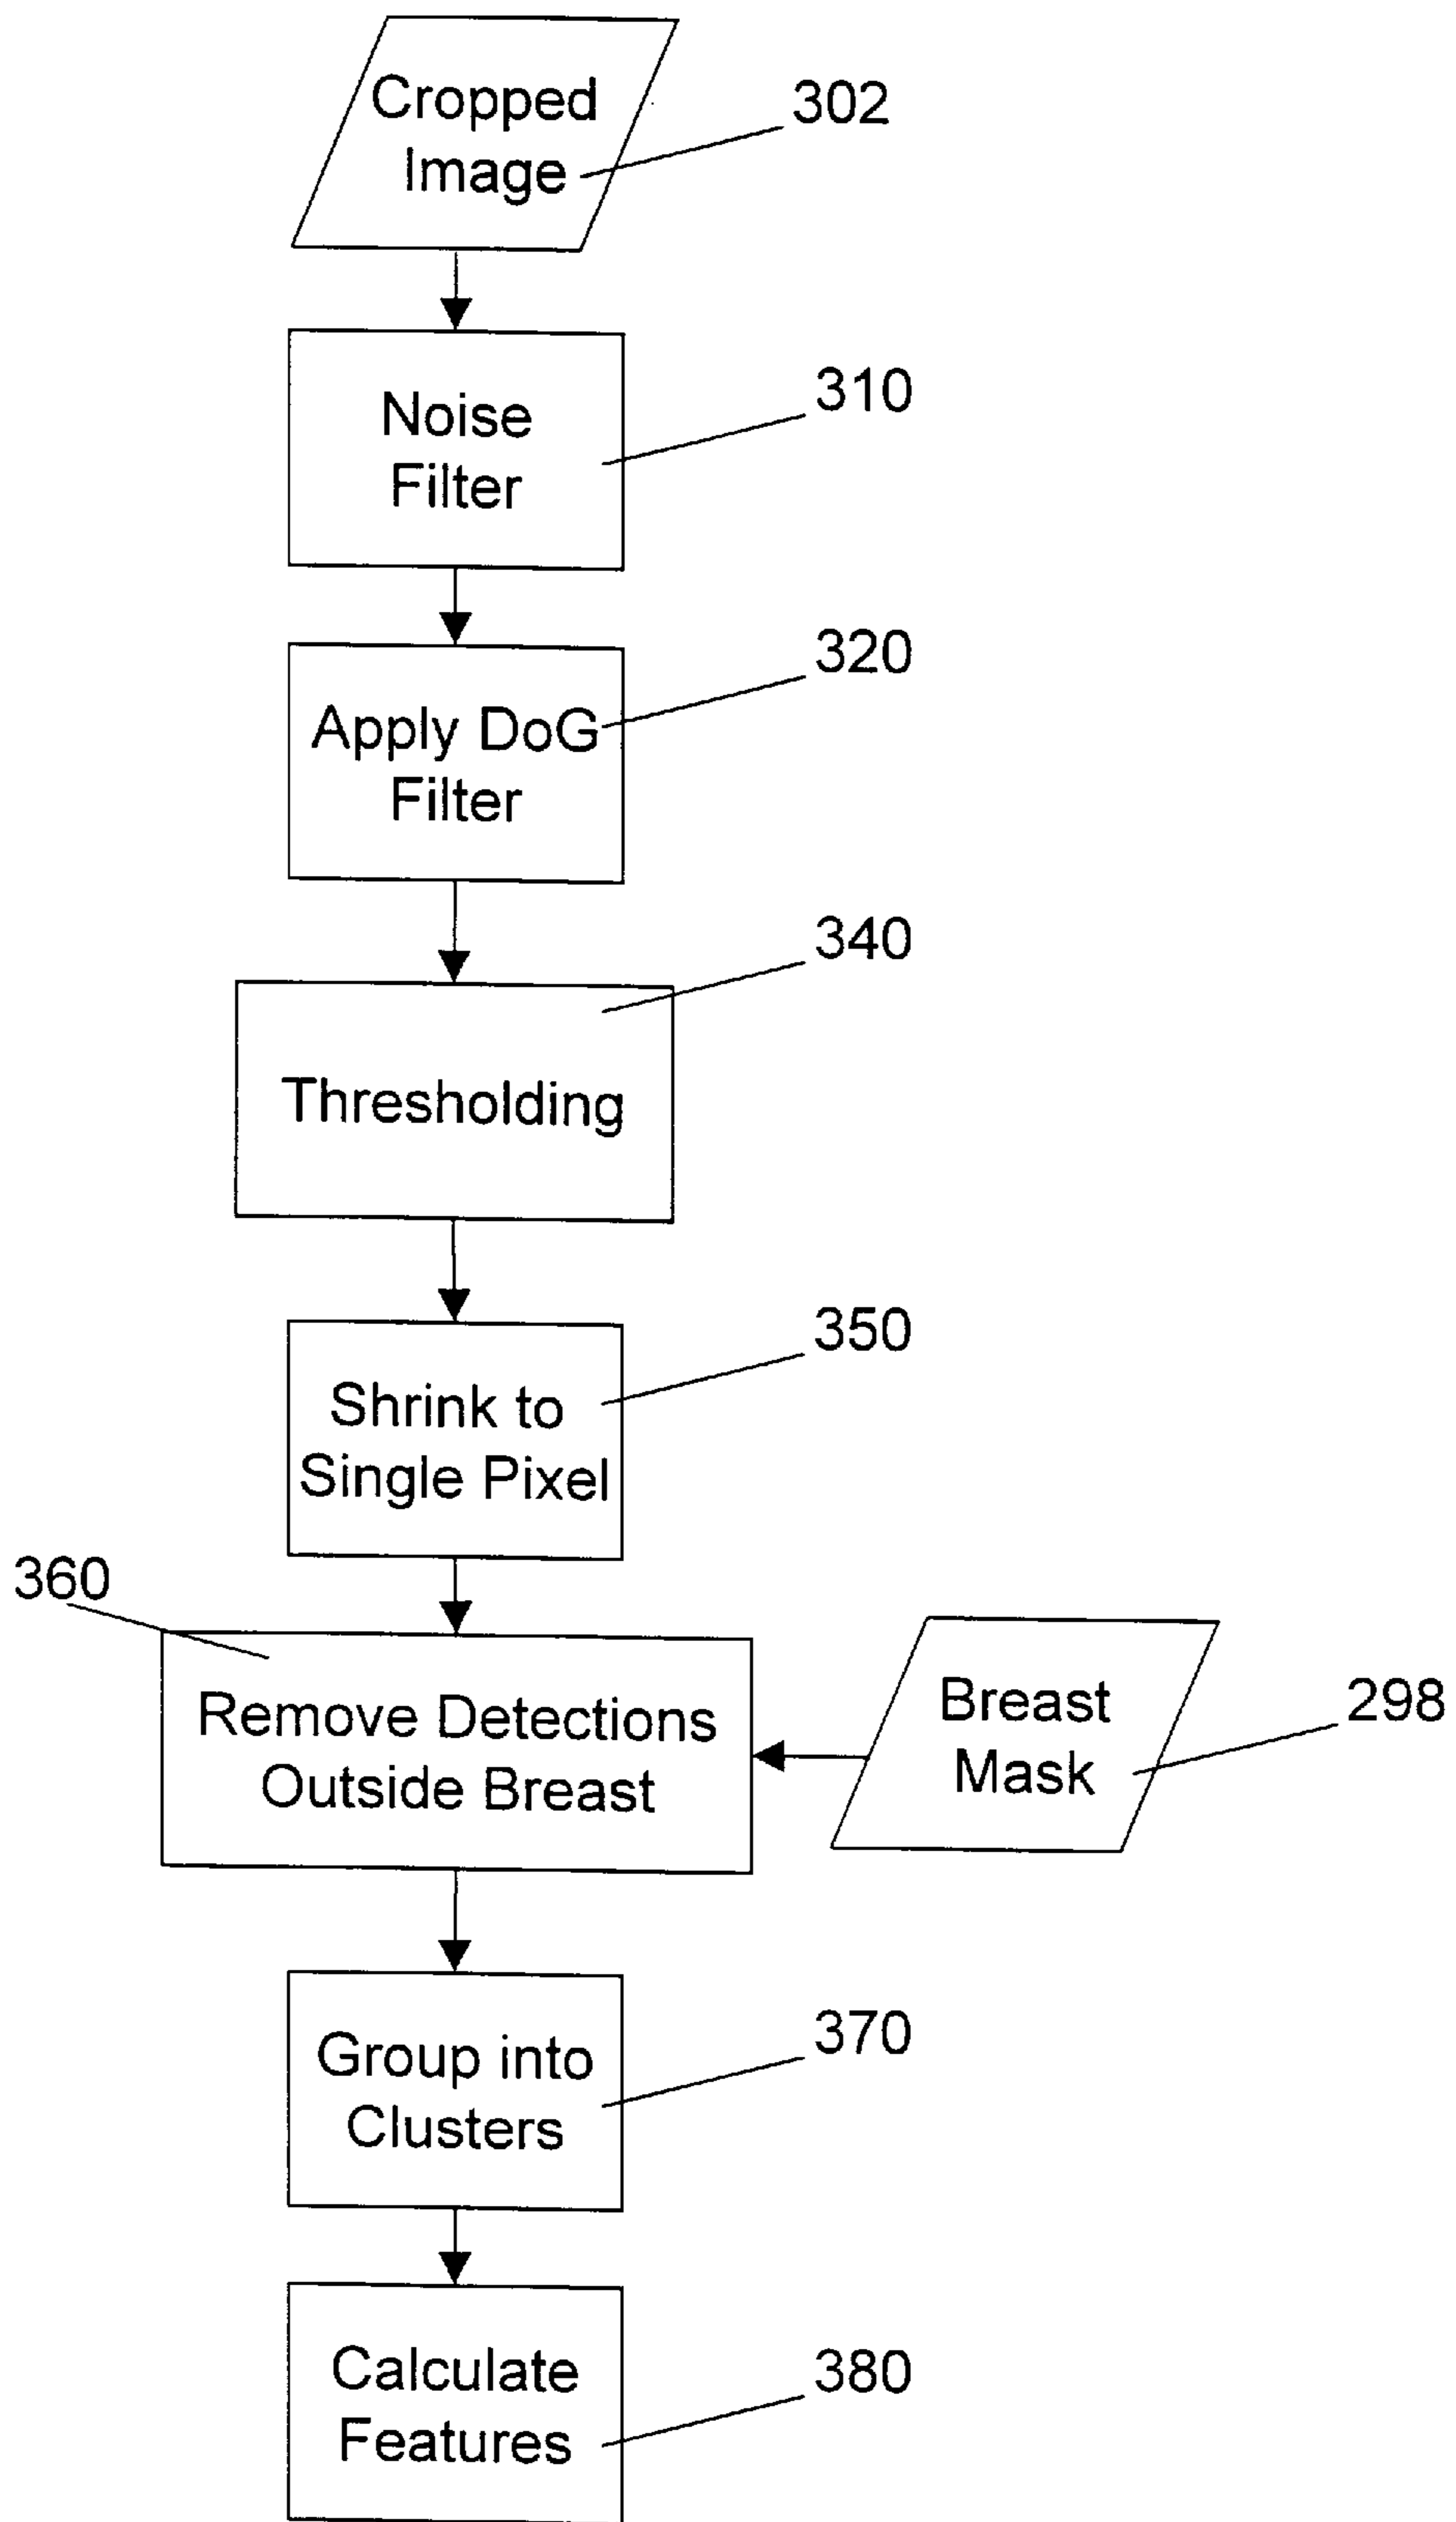 Cropped
Image
302
Noise
Filter
310
Apply DoG
Filter
320
Thresholding
340
Shrink to
Single Pixel
350
360
Remove Detections
Outside Breast
Breast
Mask
298
Group into
Clusters
370
Calculate
Features
380